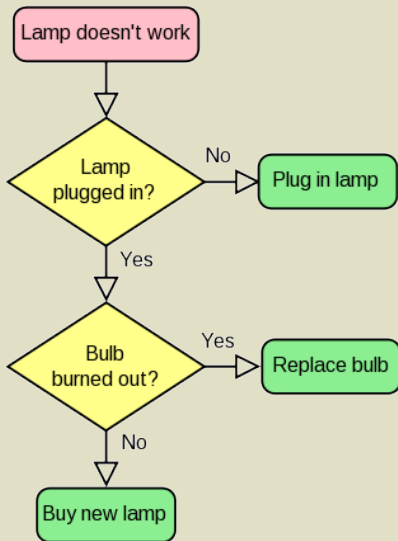 Lamp doesn't work
Lamp
plugged in?
No
Plug in lamp
Yes
Bulb
burned out?
Yes
Replace bulb
No
Buy new lamp